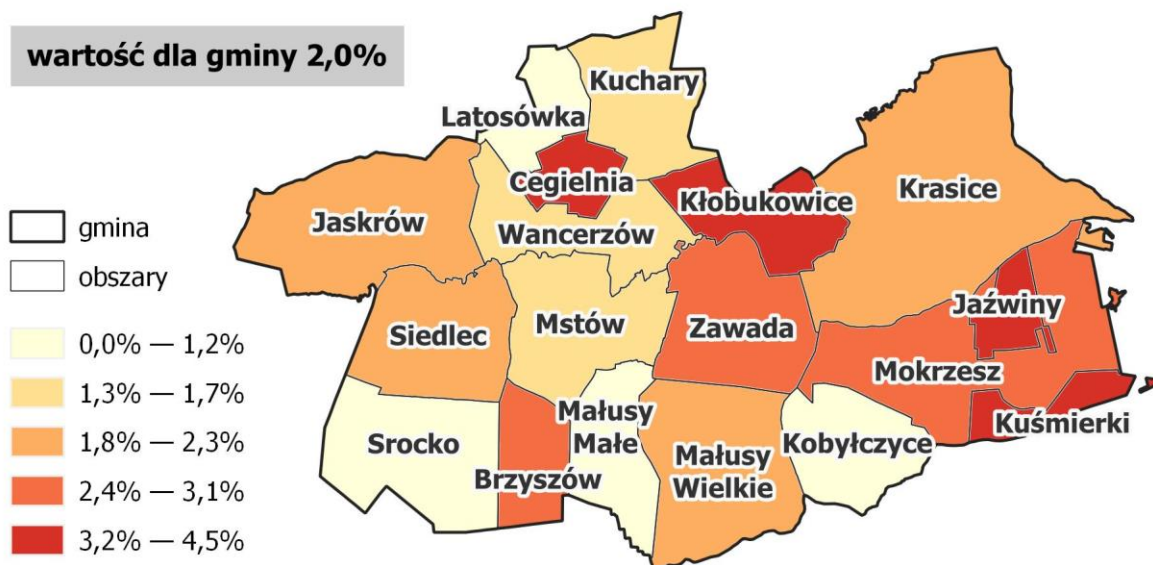 wartość dla gminy 2,0%
Kuchary
Latosówka
Cegielnia
Kłobukowice
Krasice
Jaskrów
Wancerzów
gmina
obszary
Jaźwiny
Siedlec
Mstów
Zawada
0,0% — 1,2%
Mokrzesz
1,3% — 1,7%
Małusy
Małe
Kuśmierki
1,8% — 2,3%
Srocko
Kobyłczyce
Brzyszów
Małusy
Wielkie
2,4% — 3,1%
3,2% — 4,5%